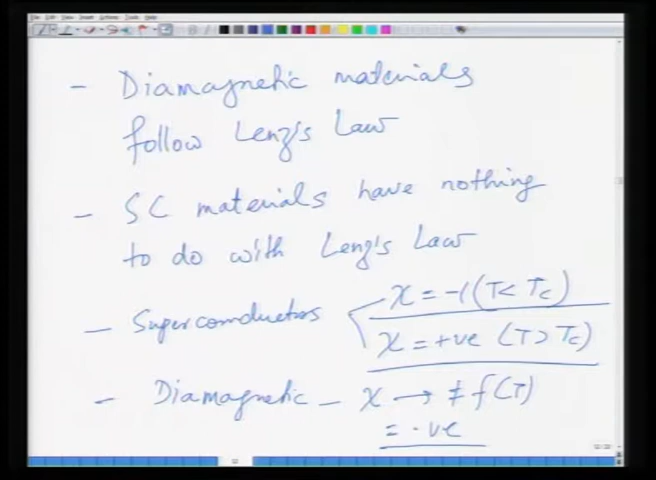 - Diamagnetic materials
follow Lenz's Law
- SC materials have nothing
to do with Lenz's Law
- Superconductors χ = -1 (T < Tc)
χ = +ve (T > Tc)
- Diamagnetic - χ → ≠ f(T)
= -ve